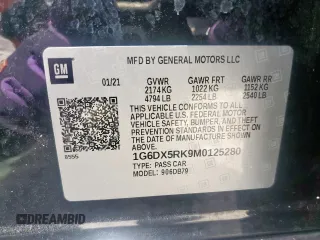 GM
MFD BY GENERAL MOTORS LLC
01/21 GVWR GAWR FRT GAWR RR
2174 KG 1022 KG 1152 KG
4794 LB 2254 LB 2540 LB
THIS VEHICLE CONFORMS TO ALL
APPLICABLE U.S. FEDERAL MOTOR
VEHICLE SAFETY, BUMPER, AND
THEFT PREVENTION STANDARDS
IN EFFECT ON THE DATE OF
MANUFACTURE SHOWN ABOVE.
1G6DX5RK9M0125280
TYPE: PASS CAR
MODEL: 6DB79
DREAMBID